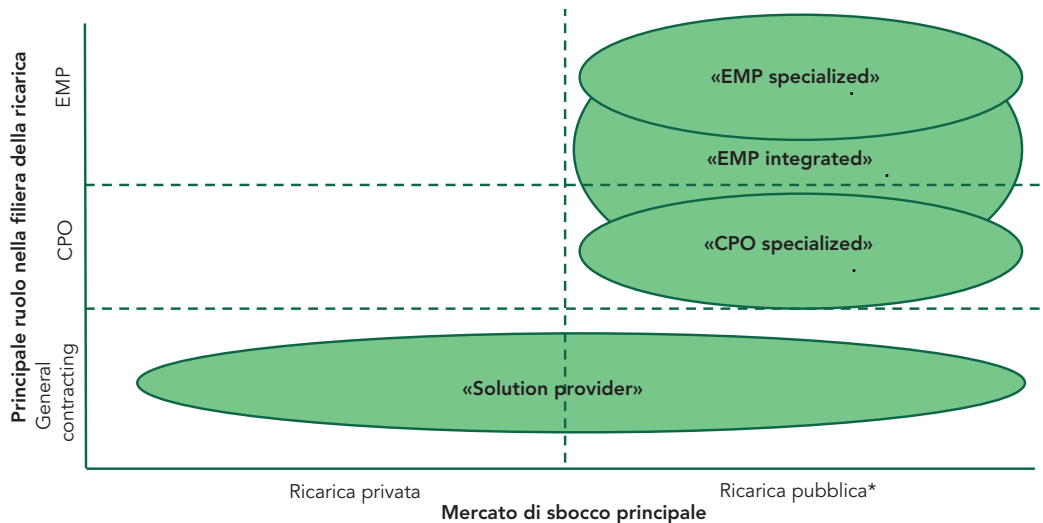 Principale ruolo nella filiera della ricarica
EMP
CPO
General
contracting
«EMP specialized»
«EMP integrated»
«CPO specialized»
«Solution provider»
Ricarica privata
Ricarica pubblica*
Mercato di sbocco principale